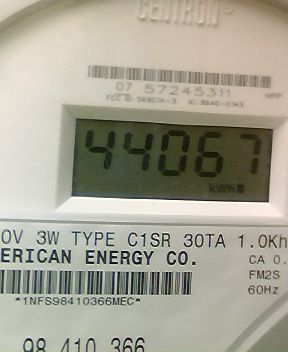 CENTRON®
07 57245311
44067
kWh
0V 3W TYPE C1SR 30TA 1.0Kh
ERICAN ENERGY CO.
CA 0.
FM2S
60Hz
*1NFS98410366MEC*
98 410 366